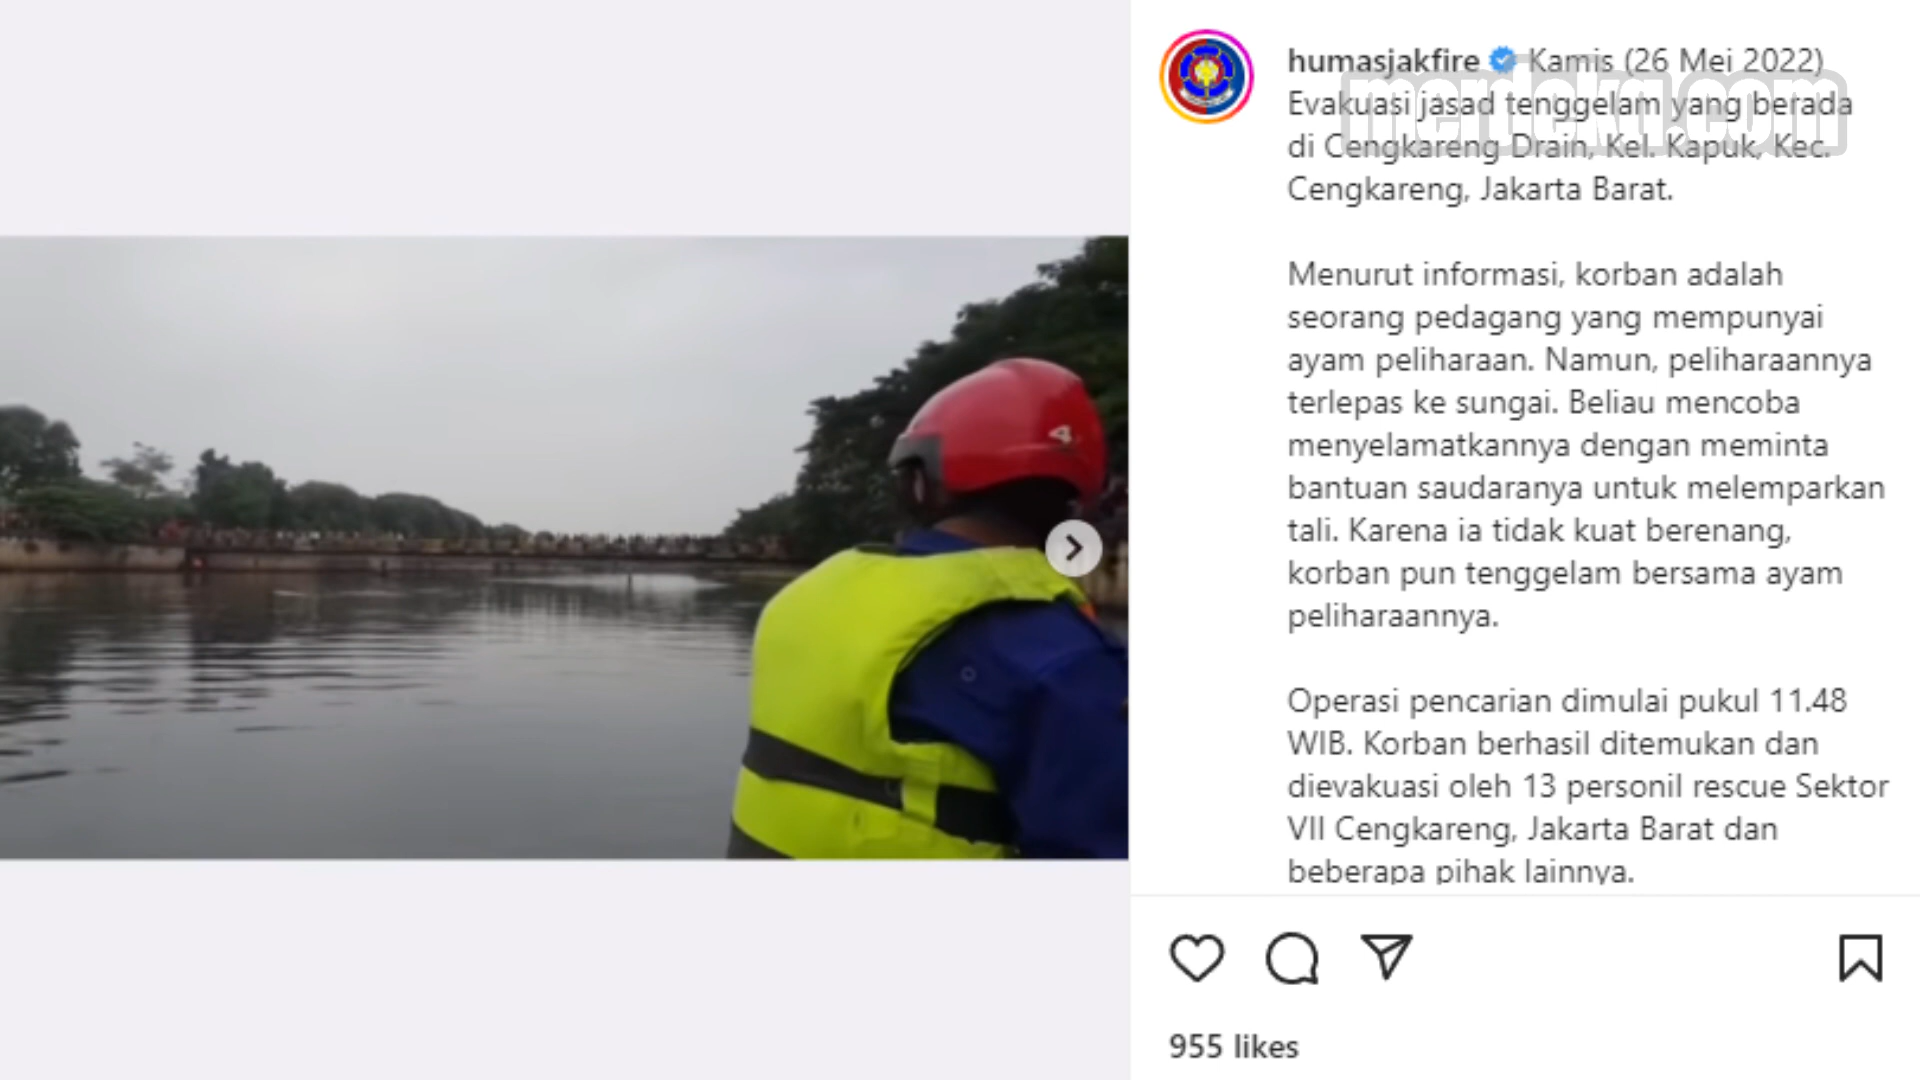 humasjakfire Kamis (26 Mei 2022)
Evakuasi jasad tenggelam yang berada
di Cengkareng Drain, Kel. Kapuk, Kec.
Cengkareng, Jakarta Barat.
merdeka.com
Menurut informasi, korban adalah
seorang pedagang yang mempunyai
ayam peliharaan. Namun, peliharaannya
terlepas ke sungai. Beliau mencoba
menyelamatkannya dengan meminta
bantuan saudaranya untuk melemparkan
tali. Karena ia tidak kuat berenang,
korban pun tenggelam bersama ayam
peliharaannya.
Operasi pencarian dimulai pukul 11.48
WIB. Korban berhasil ditemukan dan
dievakuasi oleh 13 personil rescue Sektor
VII Cengkareng, Jakarta Barat dan
beberapa pihak lainnya.
4
955 likes